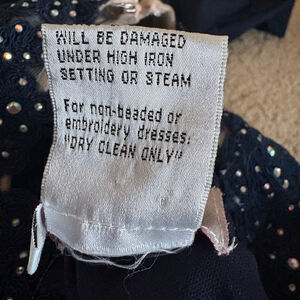 WILL BE DAMAGED
UNDER HIGH IRON
SETTING OR STEAM
For non-beaded or
embroidery dresses:
"DRY CLEAN ONLY"